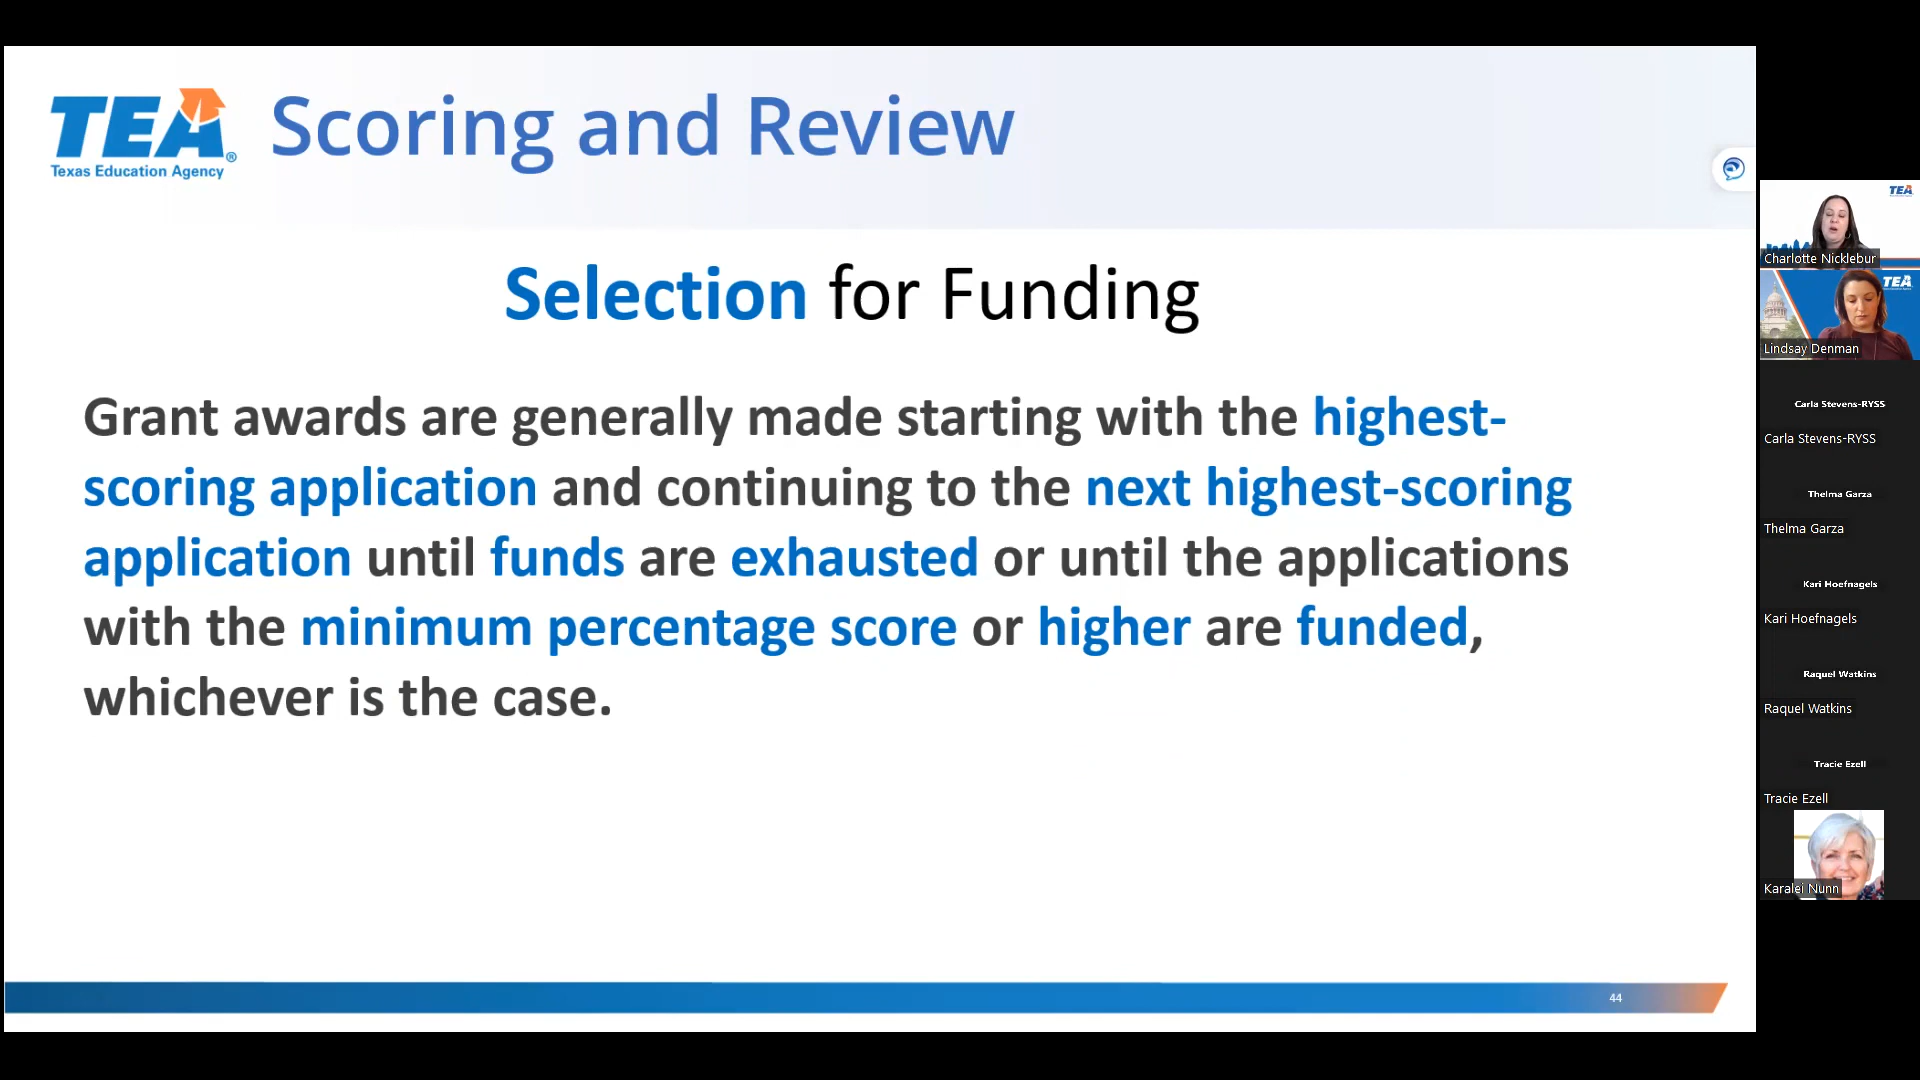 TEA
®
Texas Education Agency
Scoring and Review
Selection for Funding
Grant awards are generally made starting with the highest-
scoring application and continuing to the next highest-scoring
application until funds are exhausted or until the applications
with the minimum percentage score or higher are funded,
whichever is the case.
44
TEA
Charlotte Nicklebur
TEA
Lindsay Denman
Carla Stevens-RYSS
Carla Stevens-RYSS
Thelma Garza
Thelma Garza
Kari Hoefnagels
Kari Hoefnagels
Raquel Watkins
Raquel Watkins
Tracie Ezell
Tracie Ezell
Karalei Nunn